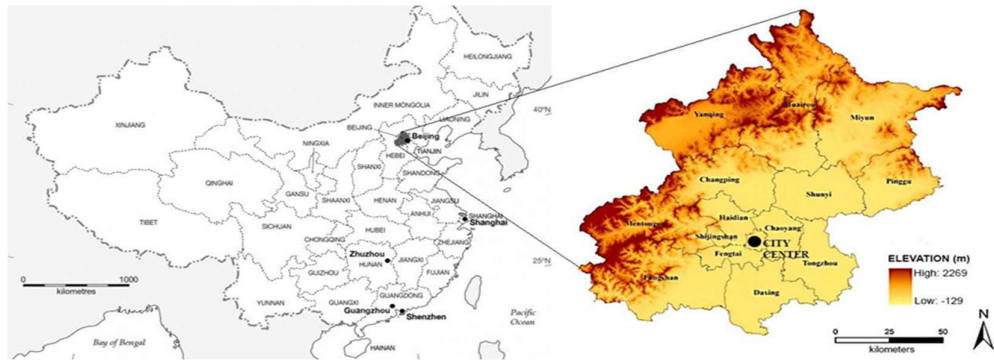 HEILONGJIANG
JILIN
INNER MONGOLIA
LIAONING
40°N
XINJIANG
BEIJING
Beijing
NINGXIA
TIANJIN
HEBEI
SHANXI
SHANDONG
QINGHAI
GANSU
SHAANXI
HENAN
JIANGSU
ANHUI
SHANGHAI
Shanghai
TIBET
SICHUAN
HUBEI
CHONGQING
ZHEJIANG
Zhuzhou
HUNAN
JIANGXI
25°N
GUIZHOU
FUJIAN
0
1000
kilometres
YUNNAN
GUANGXI
GUANGDONG
Guangzhou
Shenzhen
Pacific
Ocean
Bay of Bengal
HAINAN
Yanqing
Huairou
Miyun
Changping
Shunyi
Pinggu
Mentougou
Haidian
Shijingshan
Chaoyang
CITY
CENTER
Fengtai
Tongzhou
Fangshan
Daxing
ELEVATION (m)
High: 2269
Low: -129
N
0 25 50
kilometers